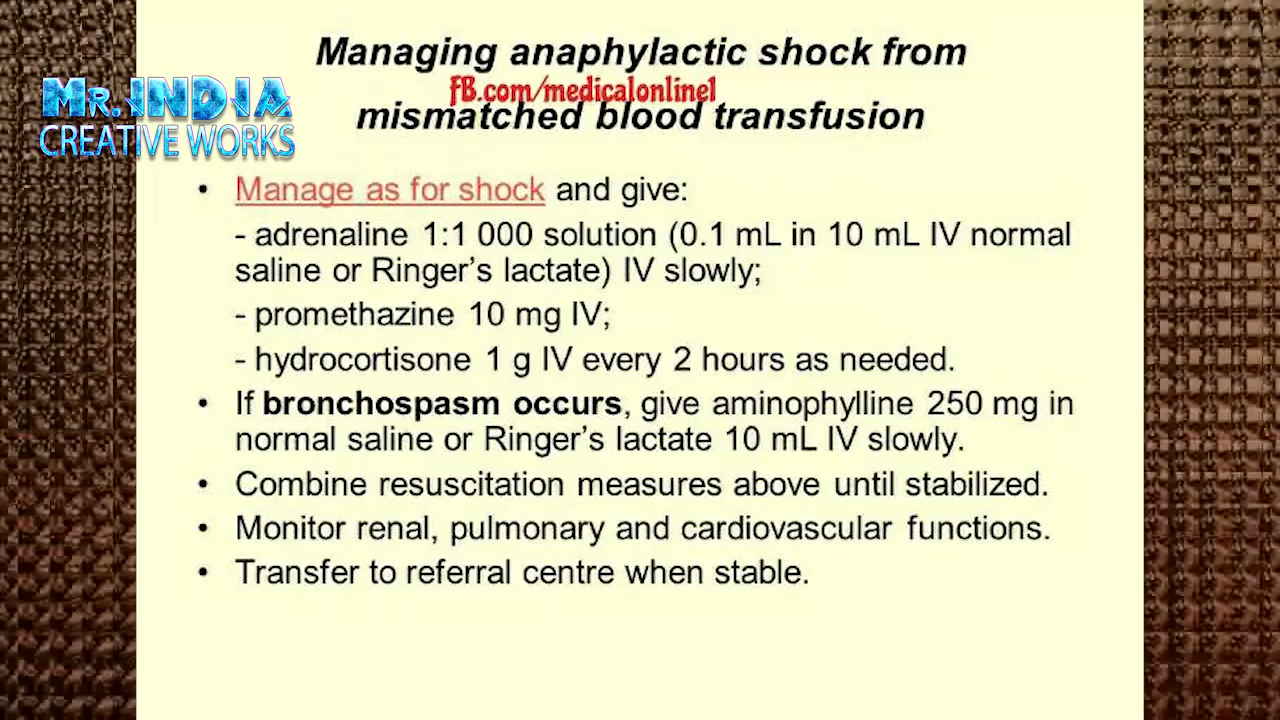 Managing anaphylactic shock from
FB.com/medicalonline1
mismatched blood transfusion
MR. INDIA
CREATIVE WORKS
• Manage as for shock and give:
- adrenaline 1:1 000 solution (0.1 mL in 10 mL IV normal
saline or Ringer’s lactate) IV slowly;
- promethazine 10 mg IV;
- hydrocortisone 1 g IV every 2 hours as needed.
• If bronchospasm occurs, give aminophylline 250 mg in
normal saline or Ringer’s lactate 10 mL IV slowly.
• Combine resuscitation measures above until stabilized.
• Monitor renal, pulmonary and cardiovascular functions.
• Transfer to referral centre when stable.